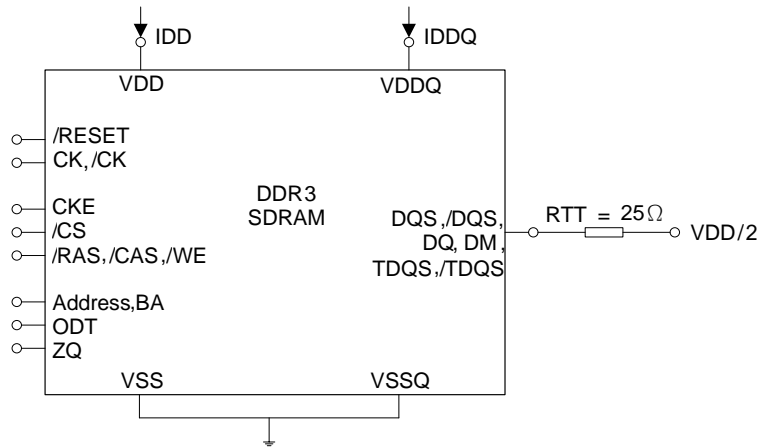 IDD
IDDQ
VDD
VDDQ
/RESET
CK, /CK
CKE
/CS
/RAS, /CAS, /WE
Address,BA
ODT
ZQ
DDR3
SDRAM
DQS, /DQS,
DQ, DM,
TDQS, /TDQS
RTT = 25Ω
VDD/2
VSS
VSSQ